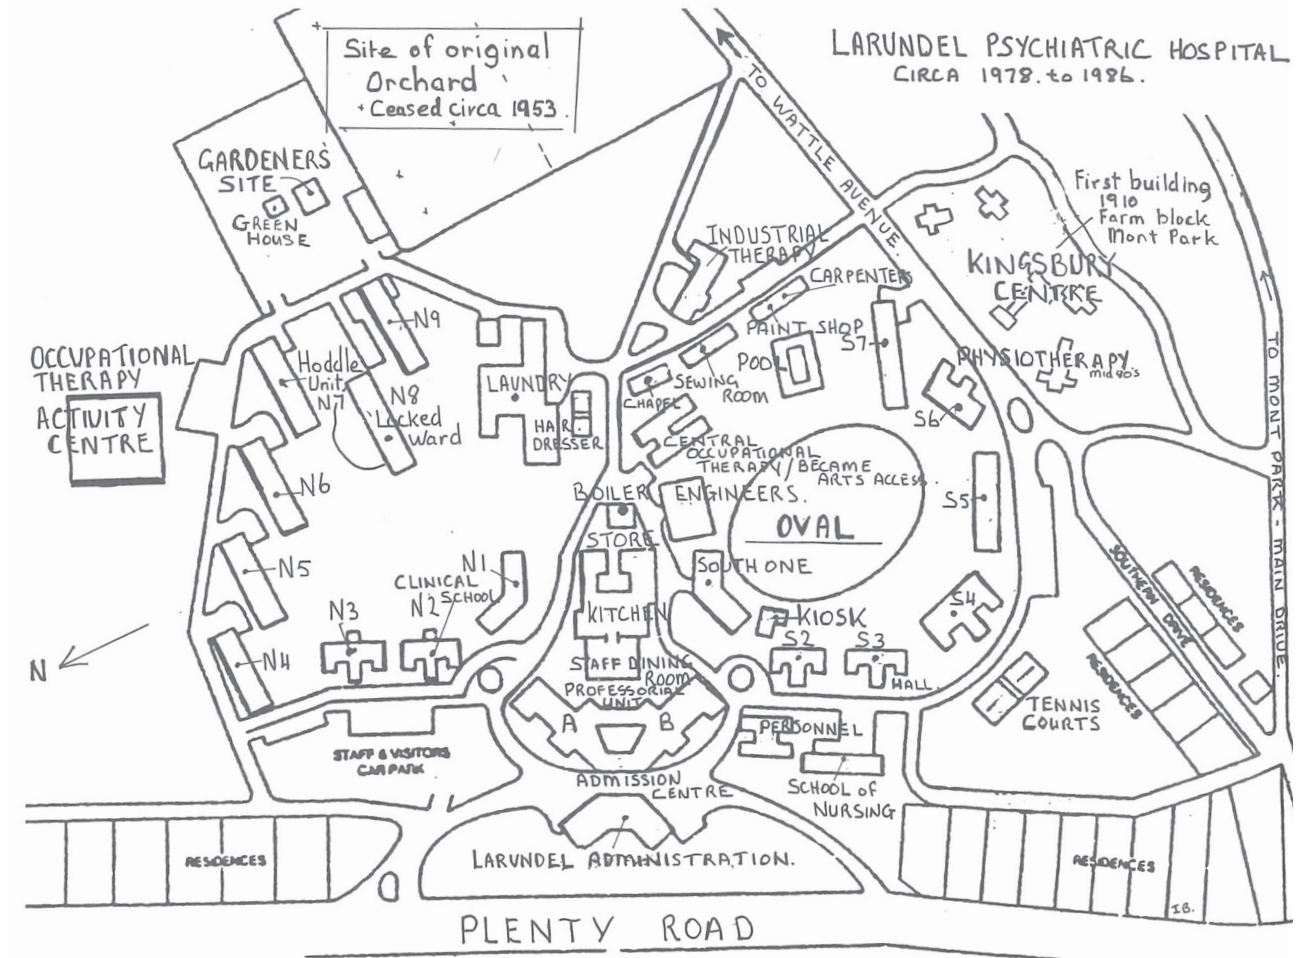 LARUNDEL PSYCHIATRIC HOSPITAL
CIRCA 1978. to 1986.
Site of original
Orchard
Ceased circa 1953.
TO WATTLE AVENUE.
GARDENERS'
SITE
GREEN
HOUSE
First building
1910
Farm block
Mont Park
INDUSTRIAL
THERAPY
KINGSBURY
CENTRE
CARPENTERS
PAINT SHOP
N9
S7
POOL
OCCUPATIONAL
THERAPY
ACTIVITY
CENTRE
Hoddle
Unit
N7
N8
Locked
Ward
LAUNDRY
HAIR
DRESSER
CHAPEL
SEWING
ROOM
PHYSIOTHERAPY
mid 80's
S6
TO MONT PARK - MAIN DRIVE.
CENTRAL
OCCUPATIONAL
THERAPY/BECAME
ARTS ACCESS.
N6
BOILER
ENGINEERS.
S5
OVAL
STORE
N5
N1
CLINICAL
SCHOOL
N2
SOUTH ONE
SOUTHERN DRIVE
RESIDENCES
N3
KITCHEN
KIOSK
S4
N
N4
STAFF DINING
ROOM
S2
S3
HALL.
RESIDENCES
PROFESSORIAL
UNIT
A
B
PERSONNEL
TENNIS
COURTS
STAFF & VISITORS
CAR PARK
ADMISSION
CENTRE
SCHOOL OF
NURSING
RESIDENCES
LARUNDEL ADMINISTRATION.
RESIDENCES
I.B.
PLENTY ROAD